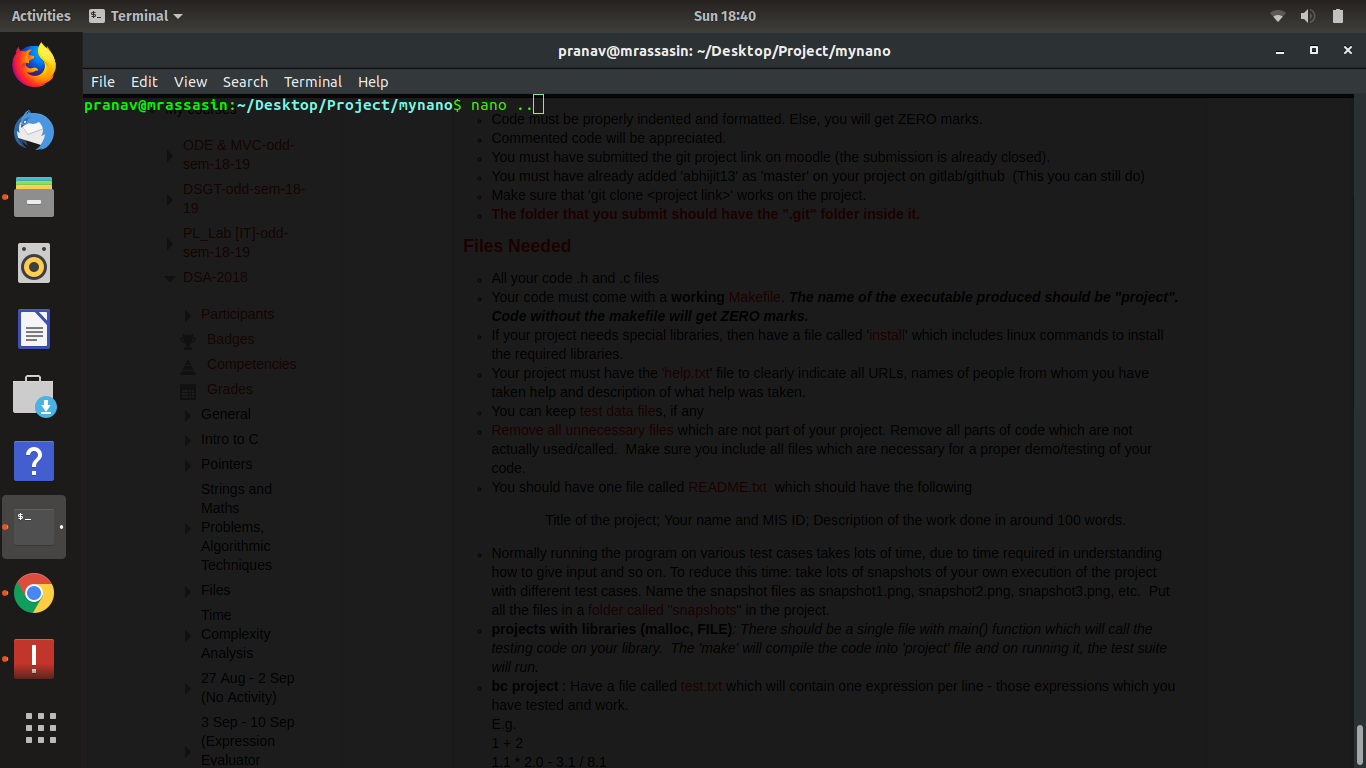 Activities
Terminal
Sun 18:40
pranav@mrassasin: ~/Desktop/Project/mynano
File Edit View Search Terminal Help
pranav@mrassasin:~/Desktop/Project/mynano$ nano ..
My courses
ODE & MVC-odd-
sem-18-19
DSGT-odd-sem-18-
19
PL_Lab [IT]-odd-
sem-18-19
DSA-2018
Participants
Badges
Competencies
Grades
General
Intro to C
Pointers
Strings and
Maths
Problems,
Algorithmic
Techniques
Files
Time
Complexity
Analysis
27 Aug - 2 Sep
(No Activity)
3 Sep - 10 Sep
(Expression
Evaluator
Code must be properly indented and formatted. Else, you will get ZERO marks.
Commented code will be appreciated.
You must have submitted the git project link on moodle (the submission is already closed).
You must have already added 'abhijit13' as 'master' on your project on gitlab/github (This you can still do)
Make sure that 'git clone <project link>' works on the project.
The folder that you submit should have the ".git" folder inside it.
Files Needed
All your code .h and .c files
Your code must come with a working Makefile. The name of the executable produced should be "project".
Code without the makefile will get ZERO marks.
If your project needs special libraries, then have a file called 'install' which includes linux commands to install
the required libraries.
Your project must have the 'help.txt' file to clearly indicate all URLs, names of people from whom you have
taken help and description of what help was taken.
You can keep test data files, if any
Remove all unnecessary files which are not part of your project. Remove all parts of code which are not
actually used/called. Make sure you include all files which are necessary for a proper demo/testing of your
code.
You should have one file called README.txt which should have the following
Title of the project; Your name and MIS ID; Description of the work done in around 100 words.
Normally running the program on various test cases takes lots of time, due to time required in understanding
how to give input and so on. To reduce this time: take lots of snapshots of your own execution of the project
with different test cases. Name the snapshot files as snapshot1.png, snapshot2.png, snapshot3.png, etc. Put
all the files in a folder called "snapshots" in the project.
projects with libraries (malloc, FILE): There should be a single file with main() function which will call the
testing code on your library. The 'make' will compile the code into 'project' file and on running it, the test suite
will run.
bc project : Have a file called test.txt which will contain one expression per line - those expressions which you
have tested and work.
E.g.
1 + 2
1.1 * 2.0 - 3.1 / 8.1